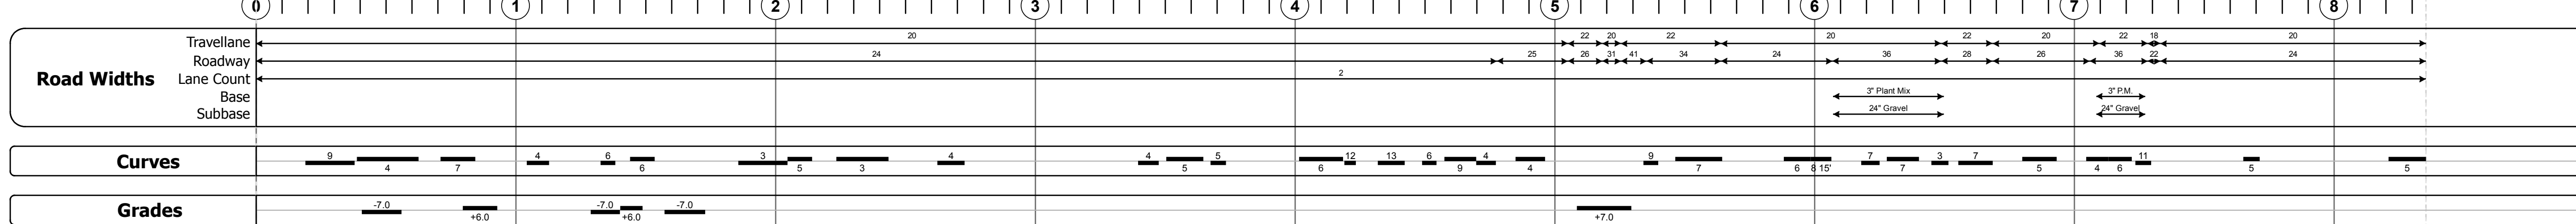 0 1 2 3 4 5 6 7 8
Road Widths
Travellane 20 22 20 22 20 22 20 22 18 20
Roadway 24 25 26 31 41 34 24 36 28 26 36 22 24
Lane Count 2
Base 3" Plant Mix 3" P.M.
Subbase 24" Gravel 24" Gravel
Curves
9 4 6 3 4 4 5 12 13 6 4 9 7 3 7 11
4 7 6 5 3 5 6 9 4 7 6 8 15' 7 5 4 6 5 5
Grades
-7.0 -7.0 -7.0
+6.0 +6.0 +7.0